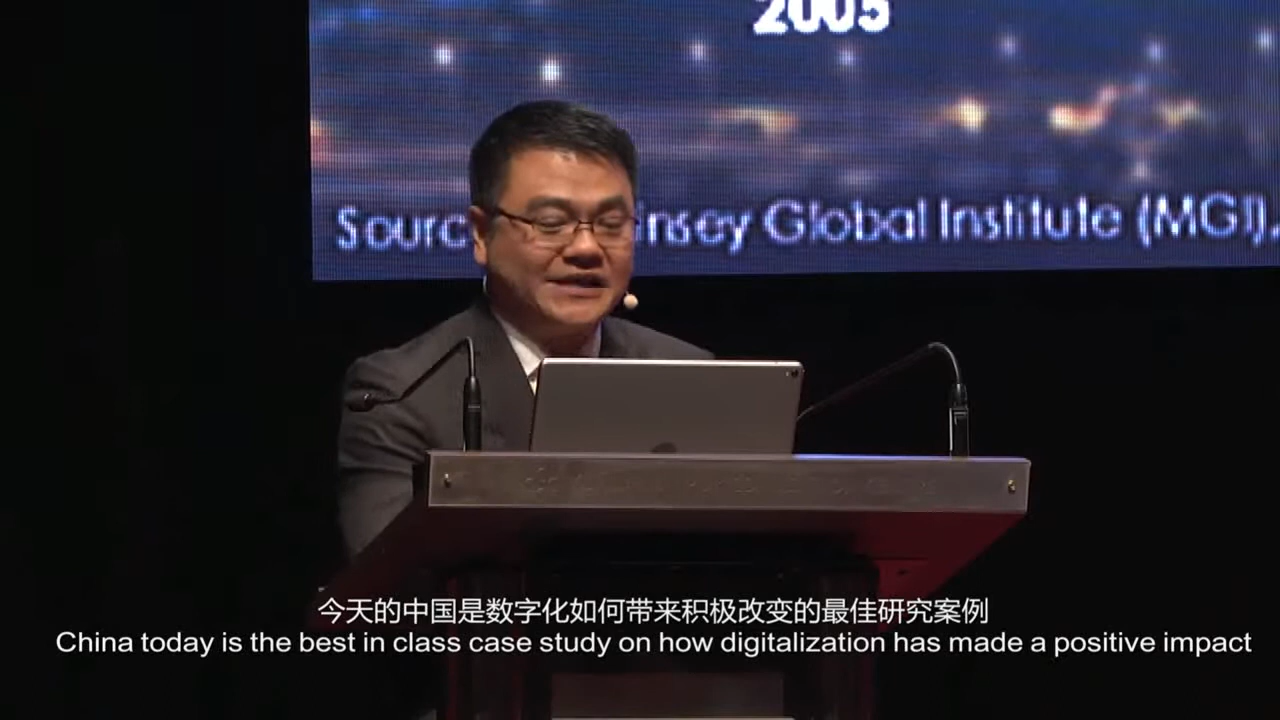 2005
Sourc insey Global Institute (MGI),
今天的中国是数字化如何带来积极改变的最佳研究案例
China today is the best in class case study on how digitalization has made a positive impact